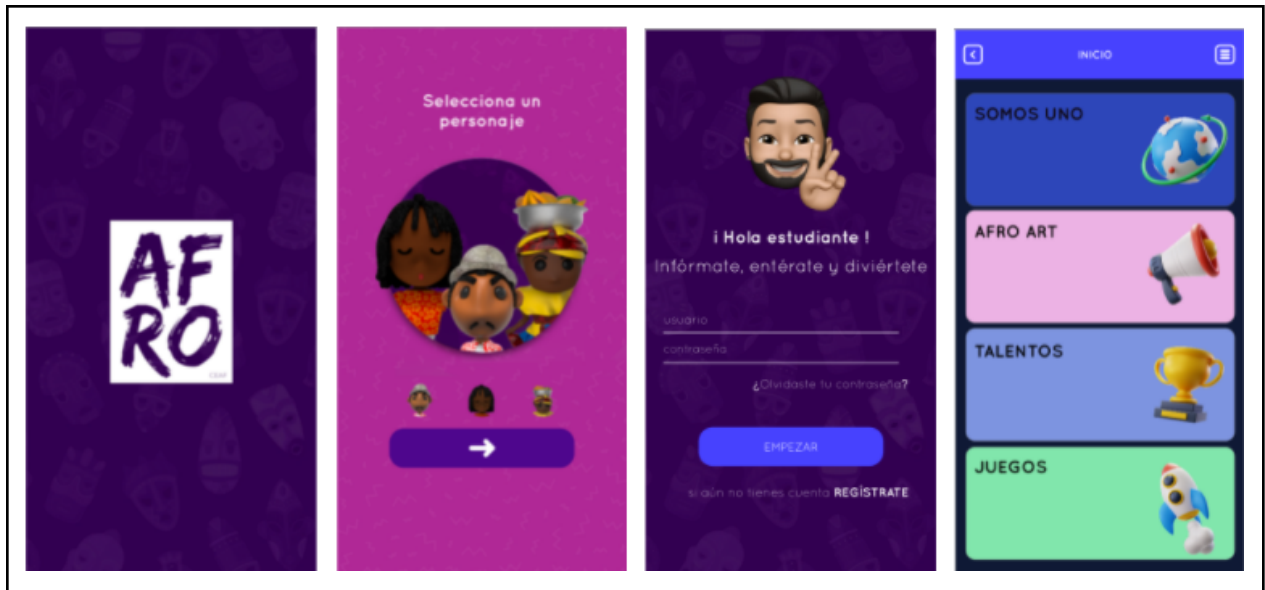 AF
RO
CEAF
Selecciona un
personaje
¡ Hola estudiante !
Infórmate, entérate y diviértete
usuario
contraseña
¿Olvidaste tu contraseña?
EMPEZAR
si aún no tienes cuenta REGÍSTRATE
INICIO
SOMOS UNO
AFRO ART
TALENTOS
JUEGOS